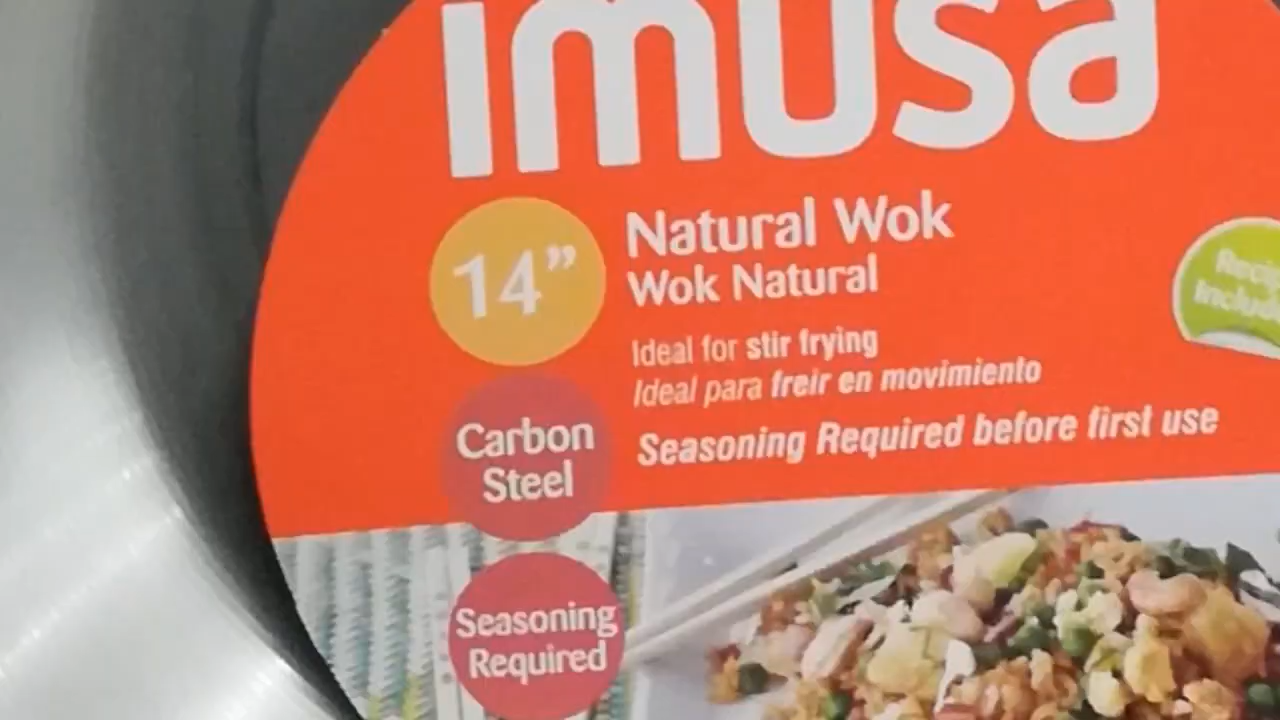 imusa
14”
Natural Wok
Wok Natural
Ideal for stir frying
Ideal para freir en movimiento
Seasoning Required before first use
Carbon
Steel
Seasoning
Required